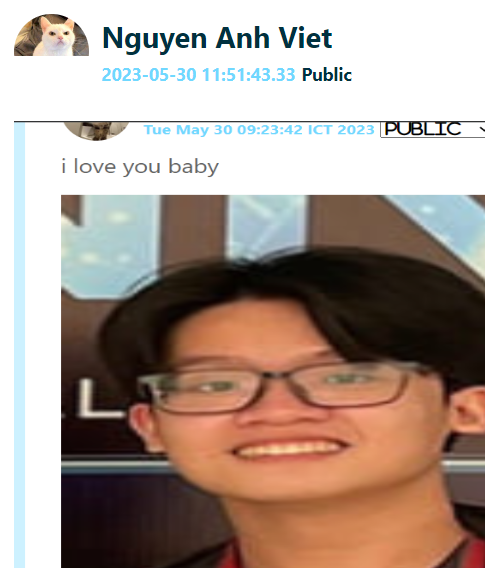 Nguyen Anh Viet
2023-05-30 11:51:43.33 Public
Tue May 30 09:23:42 ICT 2023 PUBLIC
i love you baby